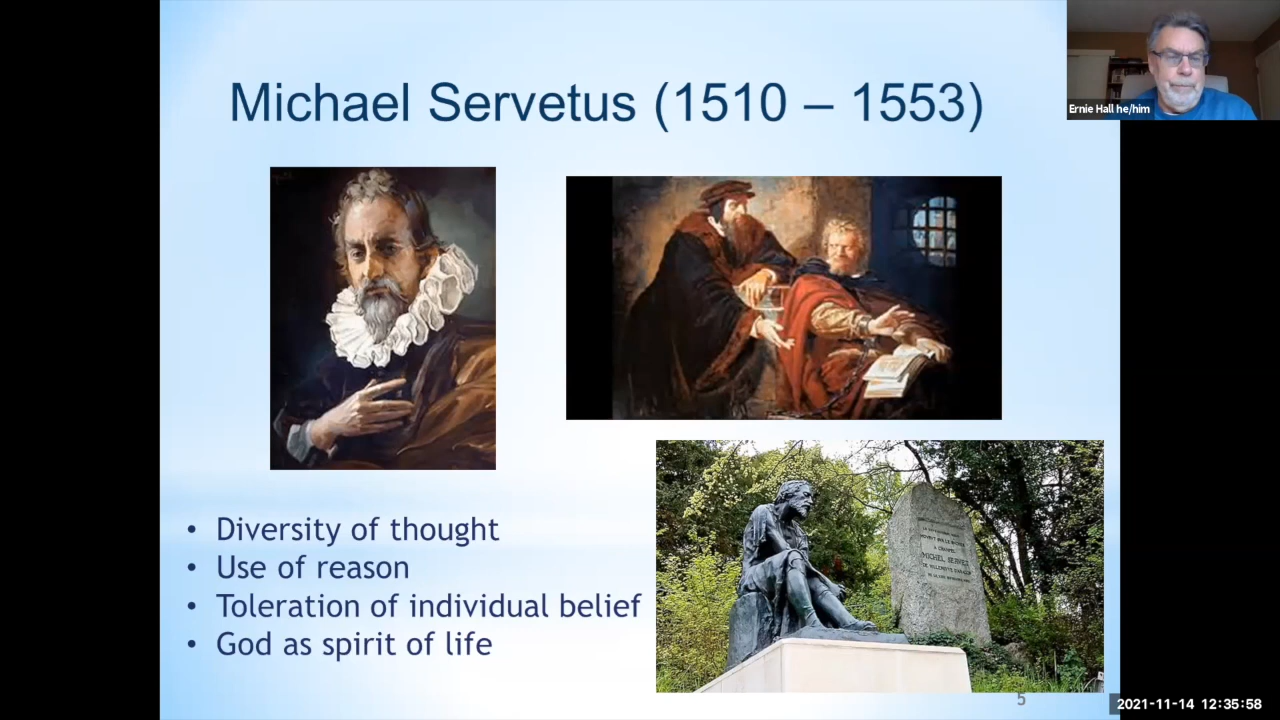 Michael Servetus (1510 – 1553)
Ernie Hall he/him
• Diversity of thought
• Use of reason
• Toleration of individual belief
• God as spirit of life
A CHAMPEL
MICHEL SERVET
5
2021-11-14 12:35:58